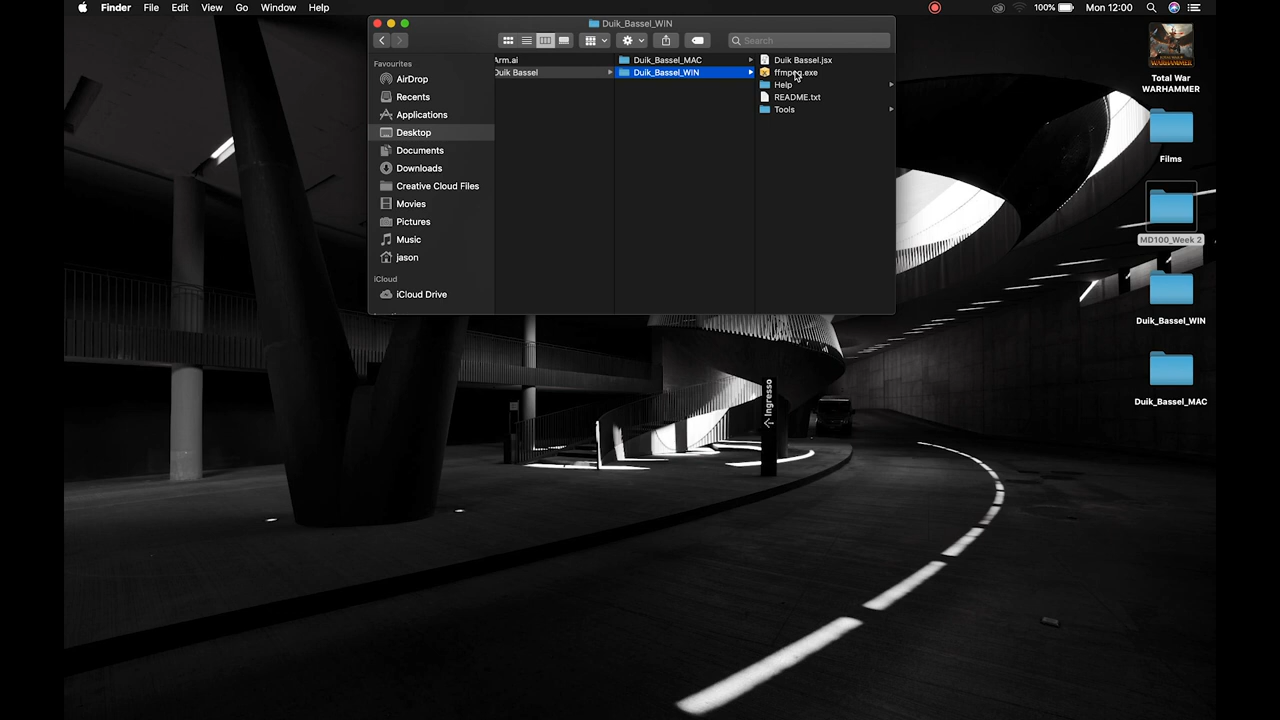 Finder File Edit View Go Window Help
100% Mon 12:00
Duik_Bassel_WIN
Search
Favourites
AirDrop
Recents
Applications
Desktop
Documents
Downloads
Creative Cloud Files
Movies
Pictures
Music
jason
iCloud
iCloud Drive
Arm.ai
Duik Bassel
Duik_Bassel_MAC
Duik_Bassel_WIN
Duik Bassel.jsx
ffmpeg.exe
Help
README.txt
Tools
Total War
WARHAMMER
Films
MD100_Week 2
Duik_Bassel_WIN
Duik_Bassel_MAC
Ingresso